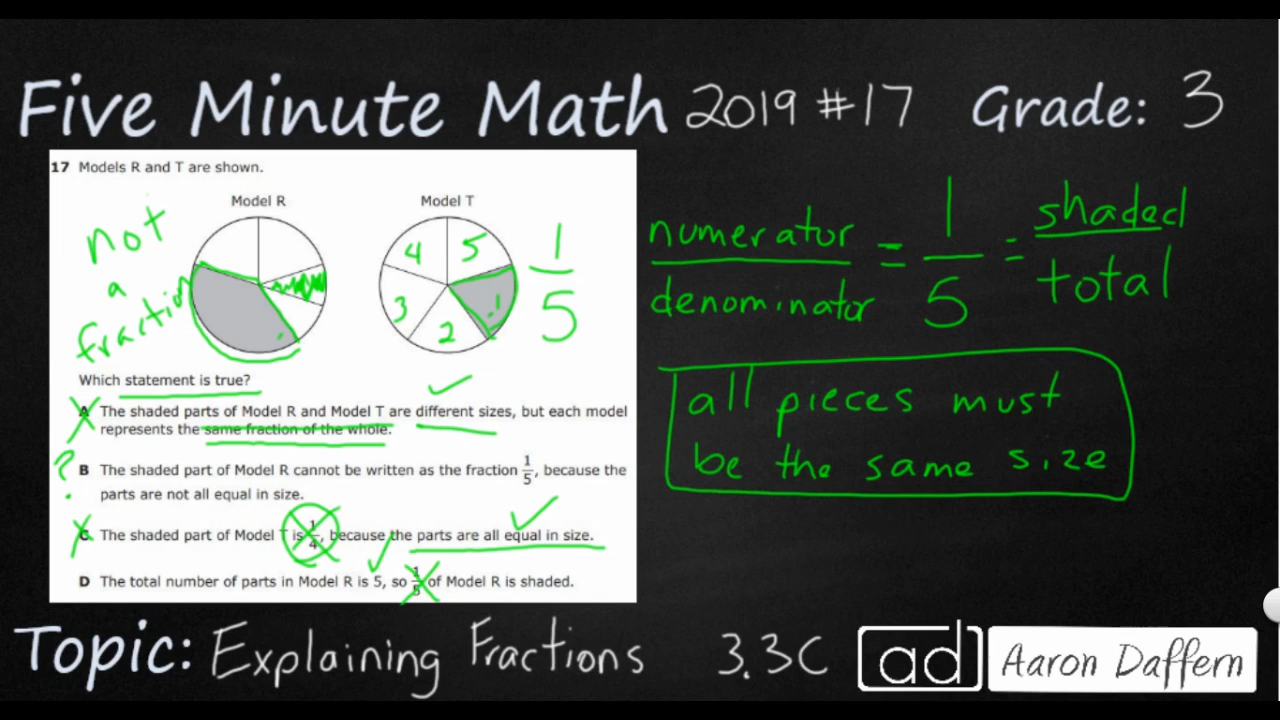 Five Minute Math 2019 #17 Grade: 3
17 Models R and T are shown.
Model R Model T
not
a
fraction
4 5
3 1
2
1
5
Which statement is true?
A The shaded parts of Model R and Model T are different sizes, but each model
represents the same fraction of the whole.
? B The shaded part of Model R cannot be written as the fraction 1/5, because the
parts are not all equal in size.
C The shaded part of Model T is 1/4, because the parts are all equal in size.
D The total number of parts in Model R is 5, so 1/5 of Model R is shaded.
numerator = 1 = shaded
denominator 5 total
all pieces must
be the same size
Topic: Explaining Fractions 3.3C ad Aaron Daffern